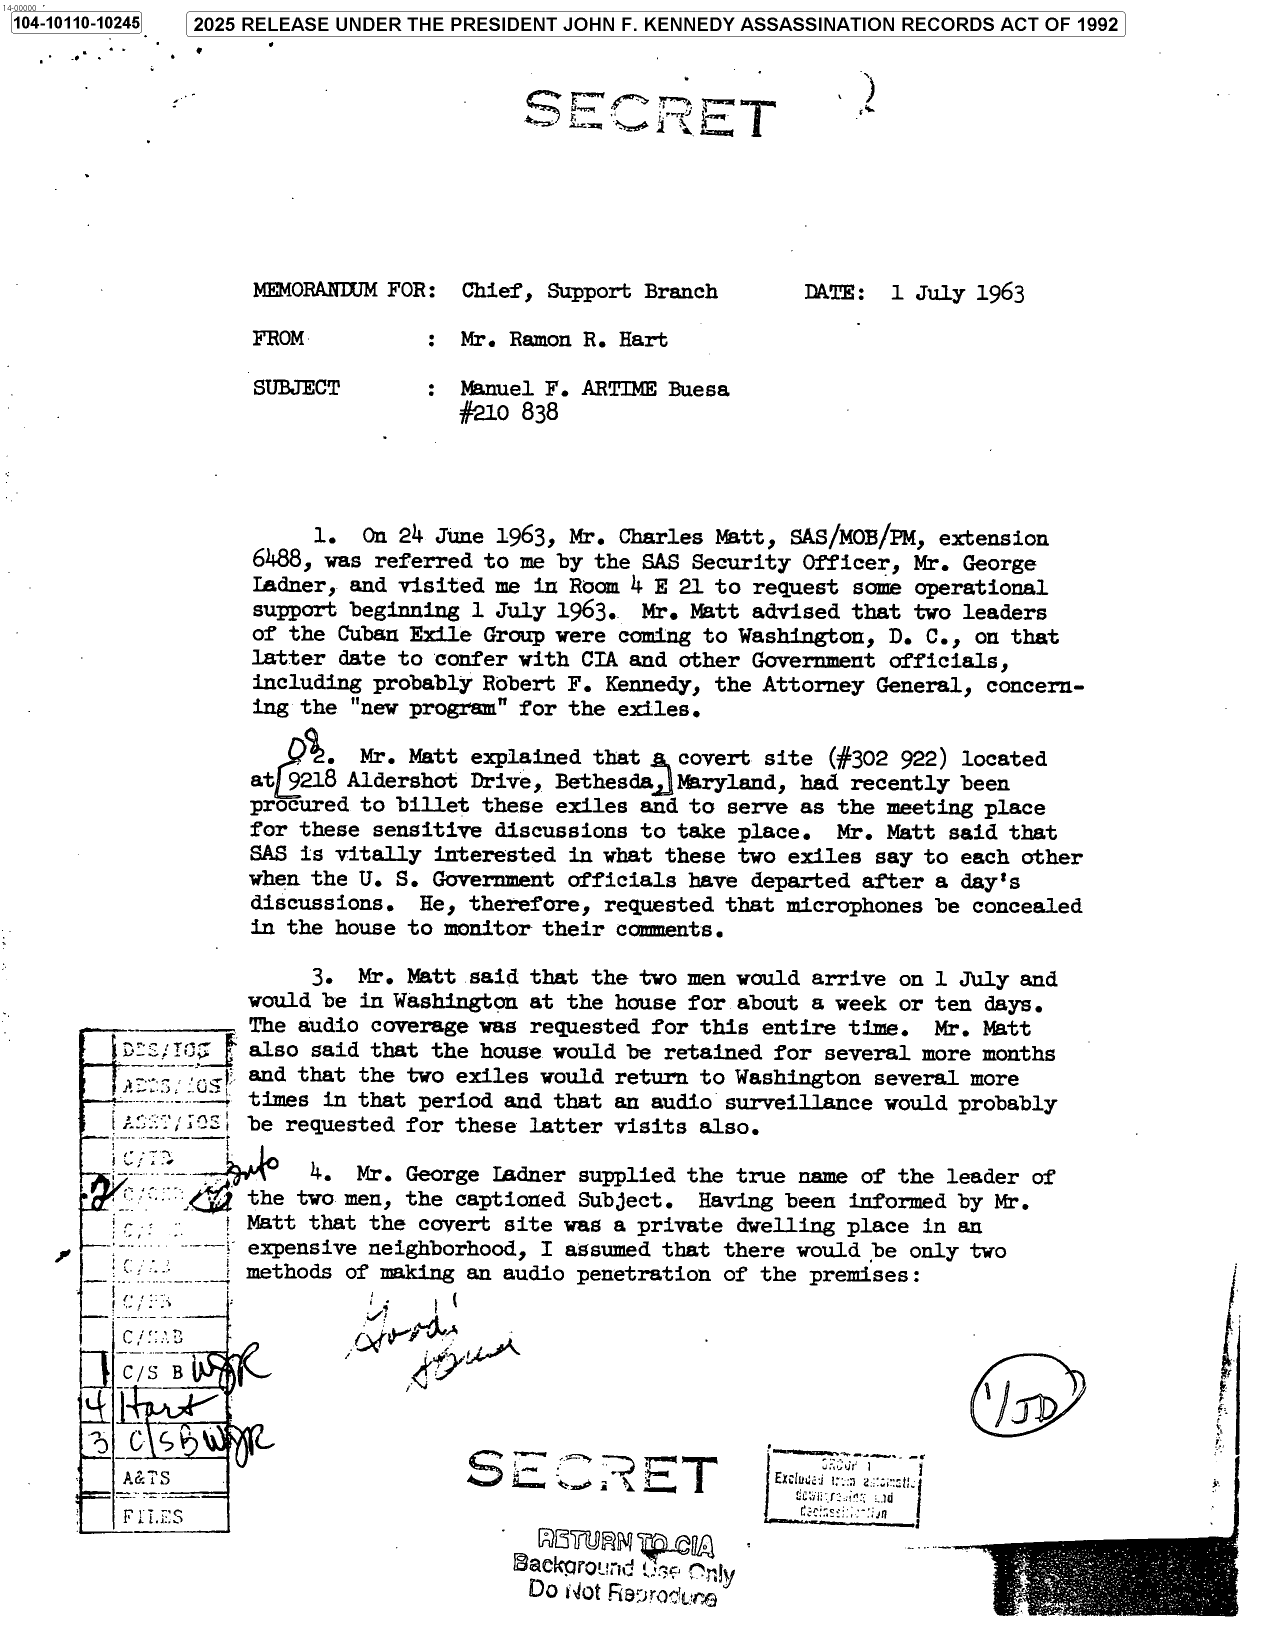 14-00000
104-10110-10245
2025 RELEASE UNDER THE PRESIDENT JOHN F. KENNEDY ASSASSINATION RECORDS ACT OF 1992
SECRET
2
MEMORANDUM FOR: Chief, Support Branch DATE: 1 July 1963
FROM : Mr. Ramon R. Hart
SUBJECT : Manuel F. ARTIME Buesa
#210 838
1. On 24 June 1963, Mr. Charles Matt, SAS/MOB/PM, extension
6488, was referred to me by the SAS Security Officer, Mr. George
Ladner, and visited me in Room 4 E 21 to request some operational
support beginning 1 July 1963. Mr. Matt advised that two leaders
of the Cuban Exile Group were coming to Washington, D. C., on that
latter date to confer with CIA and other Government officials,
including probably Robert F. Kennedy, the Attorney General, concern-
ing the "new program" for the exiles.
08
2. Mr. Matt explained that a covert site (#302 922) located
at [9218 Aldershot Drive, Bethesda,] Maryland, had recently been
procured to billet these exiles and to serve as the meeting place
for these sensitive discussions to take place. Mr. Matt said that
SAS is vitally interested in what these two exiles say to each other
when the U. S. Government officials have departed after a day's
discussions. He, therefore, requested that microphones be concealed
in the house to monitor their comments.
3. Mr. Matt said that the two men would arrive on 1 July and
would be in Washington at the house for about a week or ten days.
The audio coverage was requested for this entire time. Mr. Matt
also said that the house would be retained for several more months
and that the two exiles would return to Washington several more
times in that period and that an audio surveillance would probably
be requested for these latter visits also.
4. Mr. George Ladner supplied the true name of the leader of
the two men, the captioned Subject. Having been informed by Mr.
Matt that the covert site was a private dwelling place in an
expensive neighborhood, I assumed that there would be only two
methods of making an audio penetration of the premises:
DDS/IOS
ADDS/IOS
ASST/IOS
C/TB
Info
2
C/PB
C/SAB
1 C/S B WJR
4 Hart
3 C/SB WJR
A&TS
FILES
1/JD
SECRET
GROUP 1
Excluded from automatic
downgrading and
declassification
RETURN TO CIA
Background Use Only
Do Not Reproduce